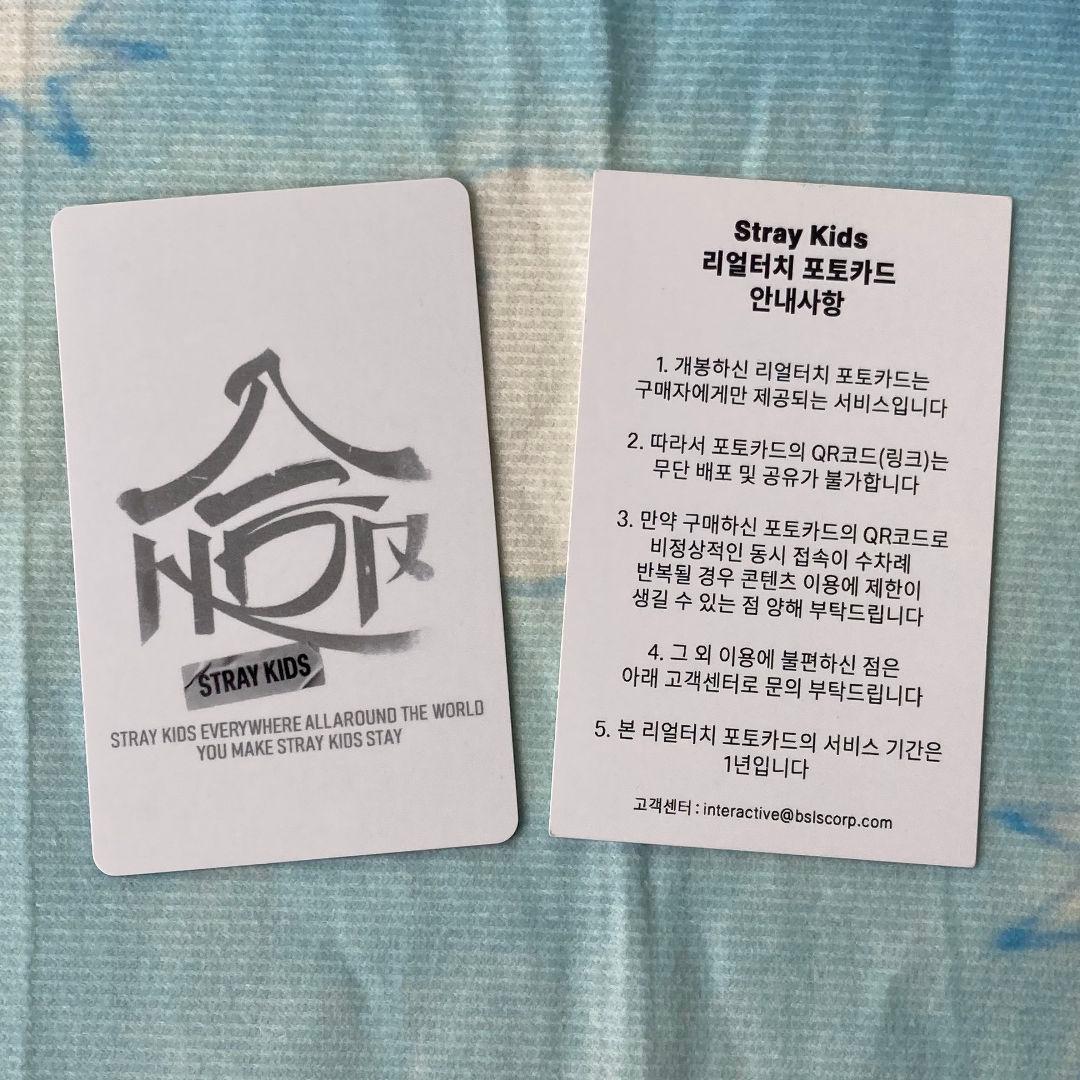 STRAY KIDS
STRAY KIDS EVERYWHERE ALL AROUND THE WORLD
YOU MAKE STRAY KIDS STAY
Stray Kids
리얼터치 포토카드
안내사항
1. 개봉하신 리얼터치 포토카드는
구매자에게만 제공되는 서비스입니다
2. 따라서 포토카드의 QR코드(링크)는
무단 배포 및 공유가 불가합니다
3. 만약 구매하신 포토카드의 QR코드로
비정상적인 동시 접속이 수차례
반복될 경우 콘텐츠 이용에 제한이
생길 수 있는 점 양해 부탁드립니다
4. 그 외 이용에 불편하신 점은
아래 고객센터로 문의 부탁드립니다
5. 본 리얼터치 포토카드의 서비스 기간은
1년입니다
고객센터 : interactive@bslscorp.com